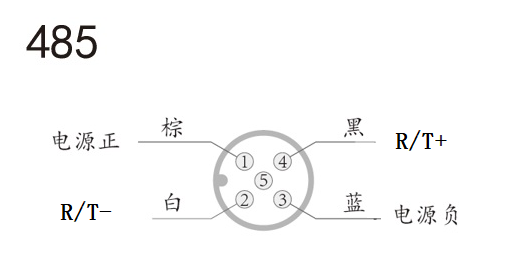 485
电源正 棕 黑 R/T+
① ④
⑤
② ③
R/T- 白 蓝 电源负